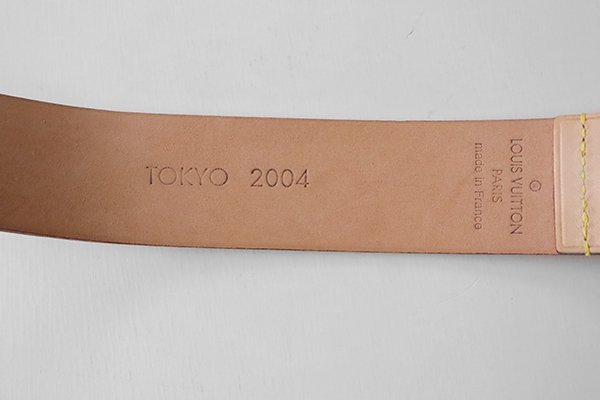 TOKYO 2004
®
LOUIS VUITTON
PARIS
made in France